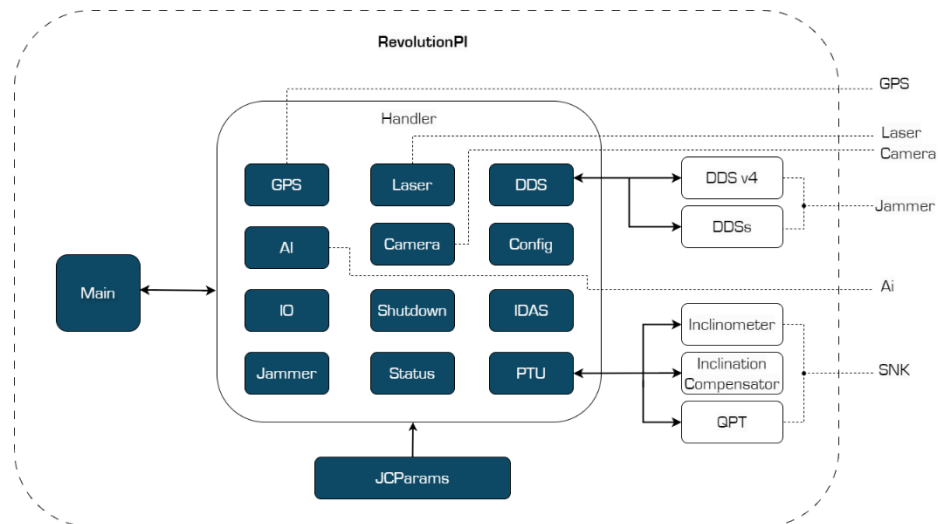 RevolutionPI
GPS
Handler
Laser
Camera
GPS
Laser
DDS
DDS v4
Jammer
DDSs
AI
Camera
Config
Main
Ai
IO
Shutdown
IDAS
Inclinometer
Jammer
Status
PTU
Inclination
Compensator
SNK
QPT
JCParams